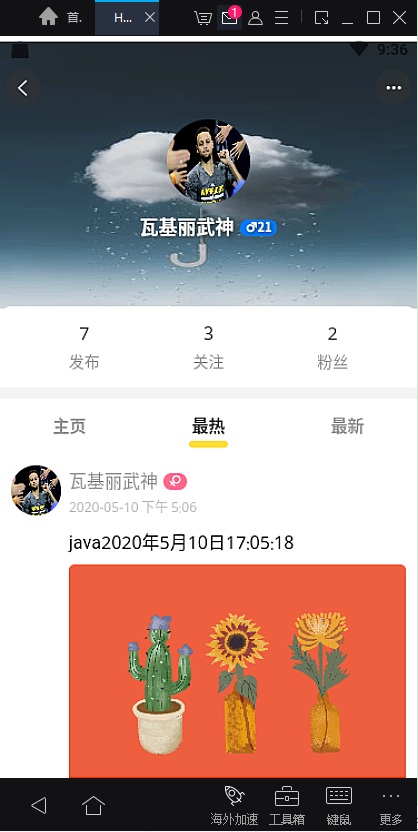 首.
H...
1
9:36
瓦基丽武神 ♂21
7 3 2
发布 关注 粉丝
主页 最热 最新
瓦基丽武神
2020-05-10 下午 5:06
java2020年5月10日17:05:18
海外加速 工具箱 键鼠 更多